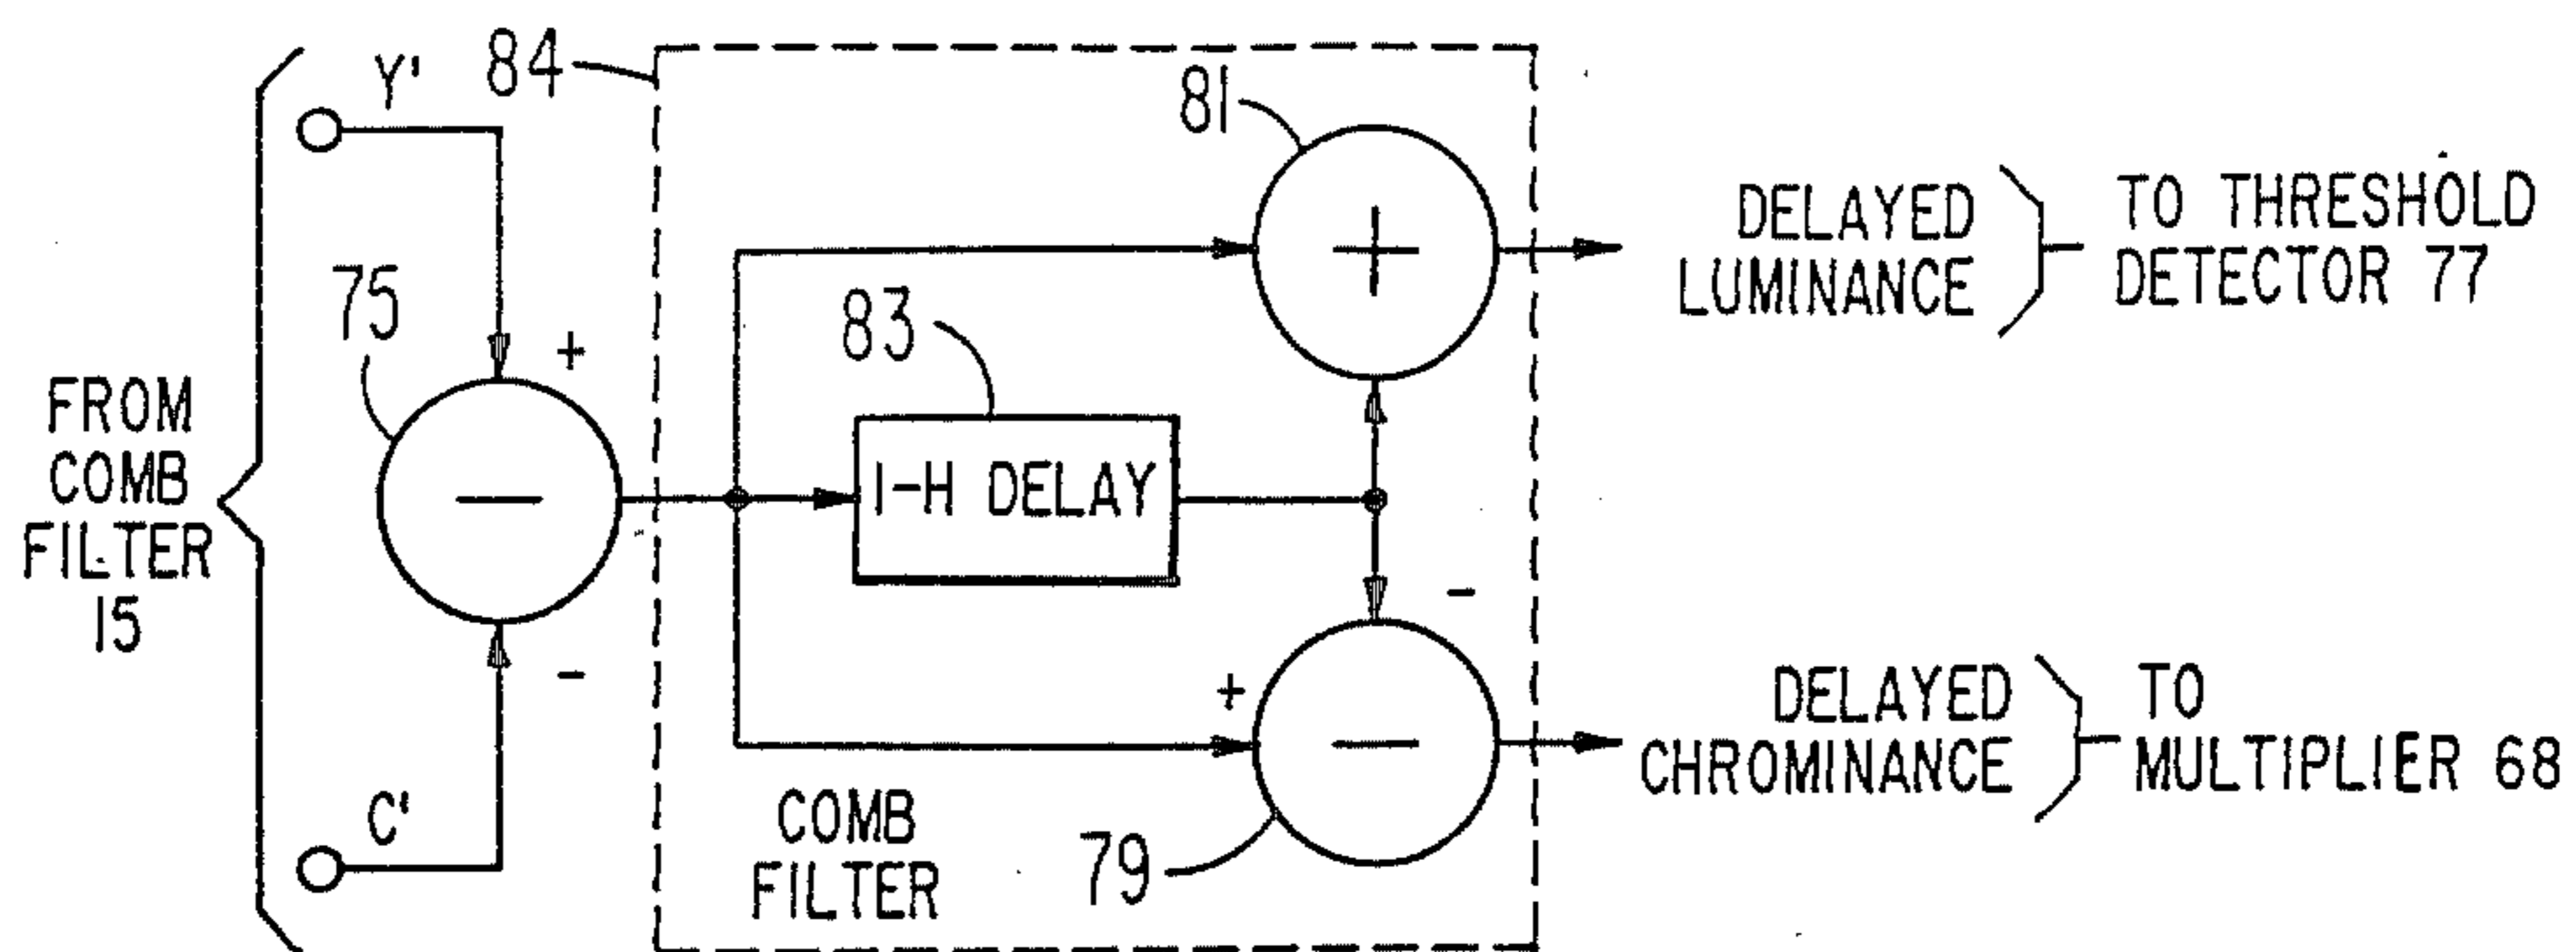 Y'
84
81
75
+
83
FROM
COMB
FILTER
15
-
1-H DELAY
+
DELAYED
LUMINANCE
TO THRESHOLD
DETECTOR 77
-
-
+
-
DELAYED
CHROMINANCE
TO
MULTIPLIER 68
C'
COMB
FILTER
79